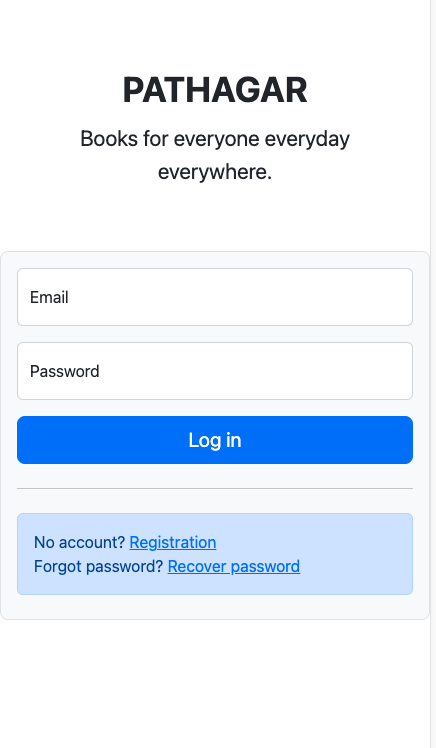 PATHAGAR
Books for everyone everyday
everywhere.
Email
Password
Log in
No account? Registration
Forgot password? Recover password